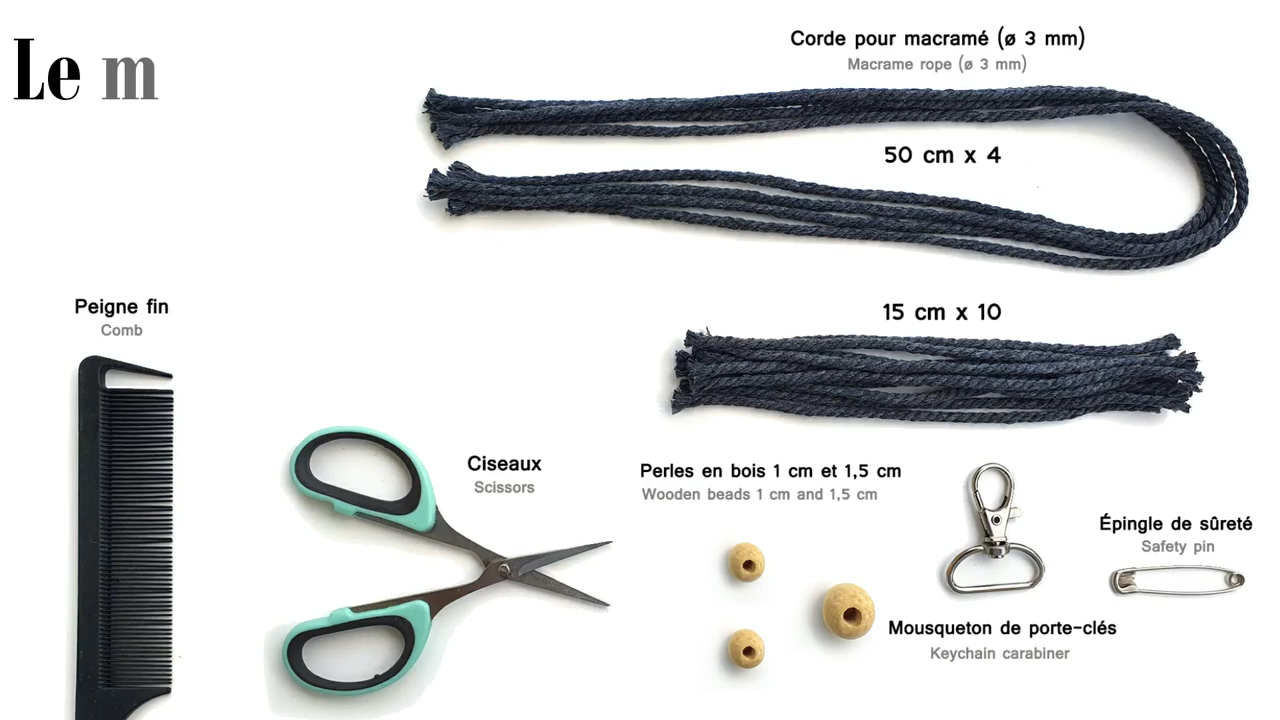 Le m
Corde pour macramé (ø 3 mm)
Macrame rope (ø 3 mm)
50 cm x 4
15 cm x 10
Peigne fin
Comb
Ciseaux
Scissors
Perles en bois 1 cm et 1,5 cm
Wooden beads 1 cm and 1,5 cm
Épingle de sûreté
Safety pin
Mousqueton de porte-clés
Keychain carabiner